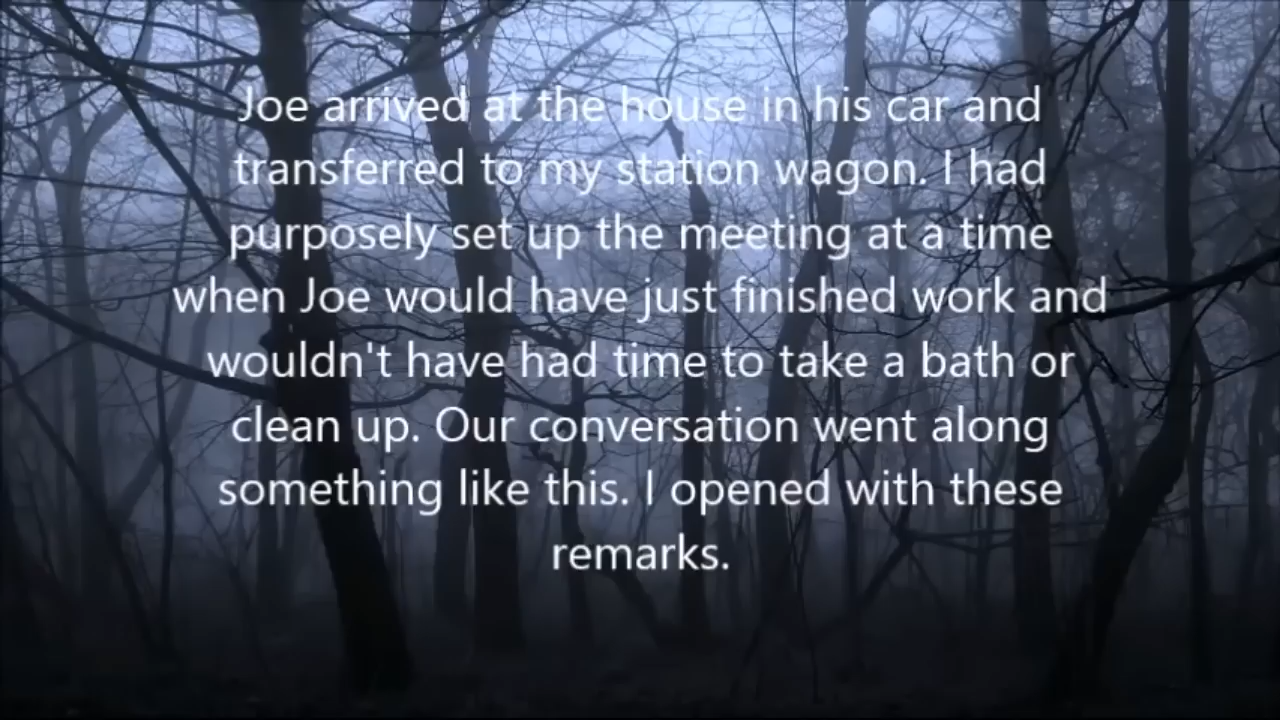 Joe arrived at the house in his car and
transferred to my station wagon. I had
purposely set up the meeting at a time
when Joe would have just finished work and
wouldn't have had time to take a bath or
clean up. Our conversation went along
something like this. I opened with these
remarks.